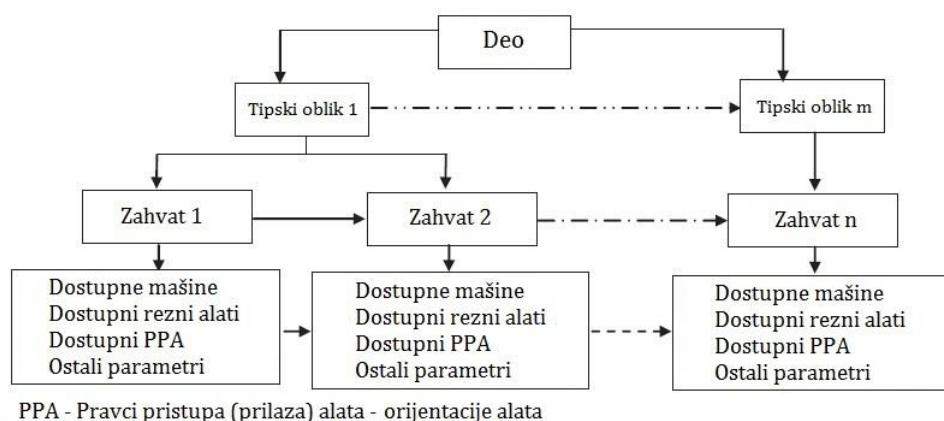 Deo
Tipski oblik 1
Tipski oblik m
Zahvat 1
Zahvat 2
Zahvat n
Dostupne mašine
Dostupni rezni alati
Dostupni PPA
Ostali parametri
Dostupne mašine
Dostupni rezni alati
Dostupni PPA
Ostali parametri
Dostupne mašine
Dostupni rezni alati
Dostupni PPA
Ostali parametri
PPA - Pravci pristupa (prilaza) alata - orijentacije alata